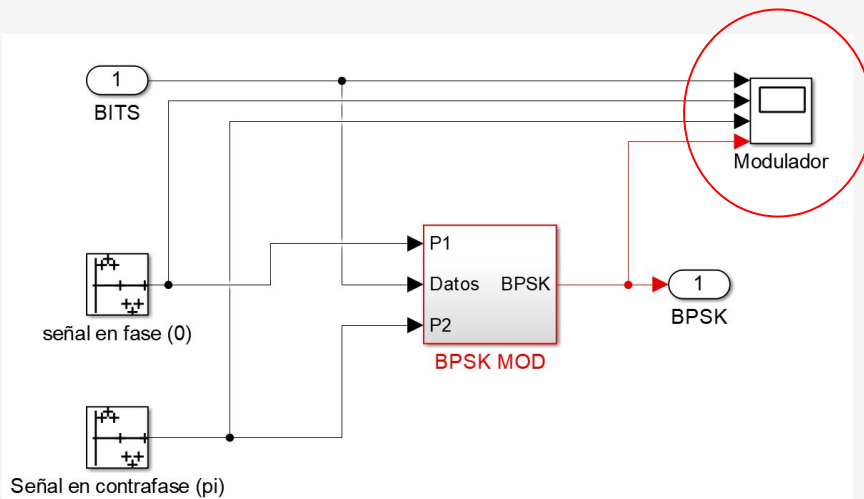 1
BITS
Modulador
P1
Datos BPSK
P2
BPSK MOD
1
BPSK
señal en fase (0)
Señal en contrafase (pi)